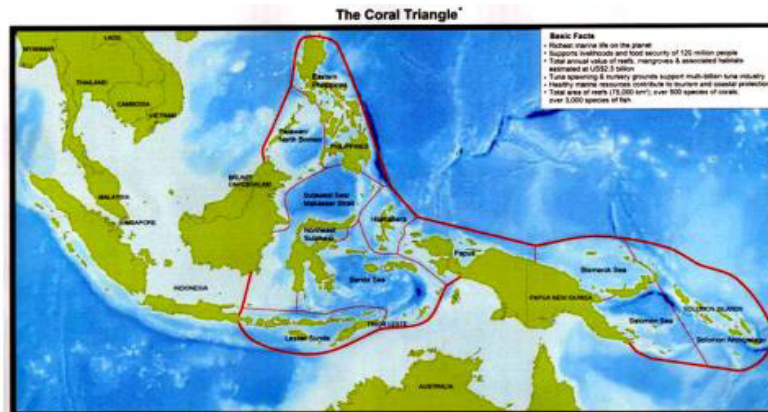 The Coral Triangle*
Basic Facts
• Richest marine life on the planet
• Supports livelihoods and food security of 120 million people
• Total annual value of reefs, mangroves & associated habitats
estimated at US$2.3 billion
• Tuna spawning & nursery grounds support multi-billion tuna industry
• Healthy marine resources contribute to tourism and coastal protection
• Total area of reefs (75,000 km²); over 500 species of corals,
over 3,000 species of fish
MYANMAR
LAOS
THAILAND
CAMBODIA
VIETNAM
Eastern
Philippines
Palawan/
North Borneo
PHILIPPINES
BRUNEI
DARUSSALAM
MALAYSIA
SINGAPORE
Sulawesi Sea/
Makassar Strait
Northeast
Sulawesi
Halmahera
Papua
Bismarck Sea
INDONESIA
Banda Sea
PAPUA NEW GUINEA
SOLOMON ISLANDS
Solomon Sea
Solomon Archipelago
Lesser Sunda
TIMOR LESTE
AUSTRALIA